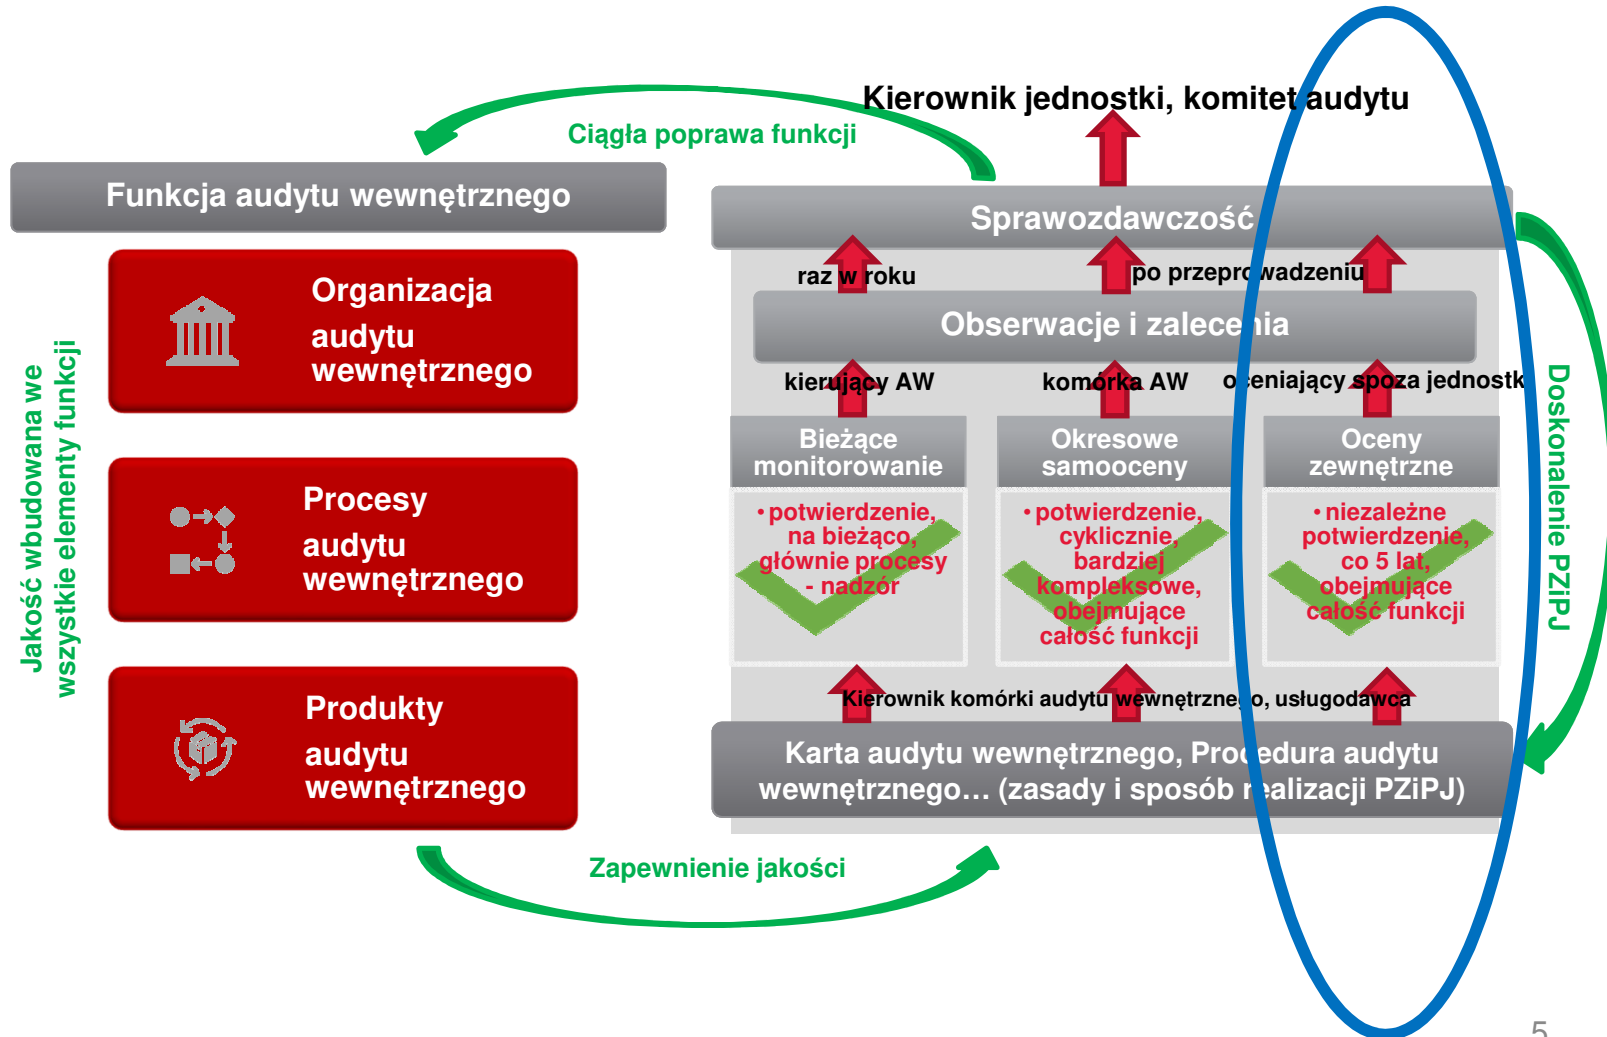 Kierownik jednostki, komitet audytu
Ciągła poprawa funkcji
Funkcja audytu wewnętrznego
Organizacja
audytu
wewnętrznego
Procesy
audytu
wewnętrznego
Produkty
audytu
wewnętrznego
Jakość wbudowana we
wszystkie elementy funkcji
Zapewnienie jakości
Sprawozdawczość
raz w roku
po przeprowadzeniu
Obserwacje i zalecenia
kierujący AW
komórka AW
oceniający spoza jednostk
Bieżące
monitorowanie
• potwierdzenie,
na bieżąco,
głównie procesy
- nadzór
Okresowe
samooceny
• potwierdzenie,
cyklicznie,
bardziej
kompleksowe,
obejmujące
całość funkcji
Oceny
zewnętrzne
• niezależne
potwierdzenie,
co 5 lat,
obejmujące
całość funkcji
Kierownik komórki audytu wewnętrznego, usługodawca
Karta audytu wewnętrznego, Procedura audytu
wewnętrznego… (zasady i sposób realizacji PZiPJ)
Doskonalenie PZiPJ
5